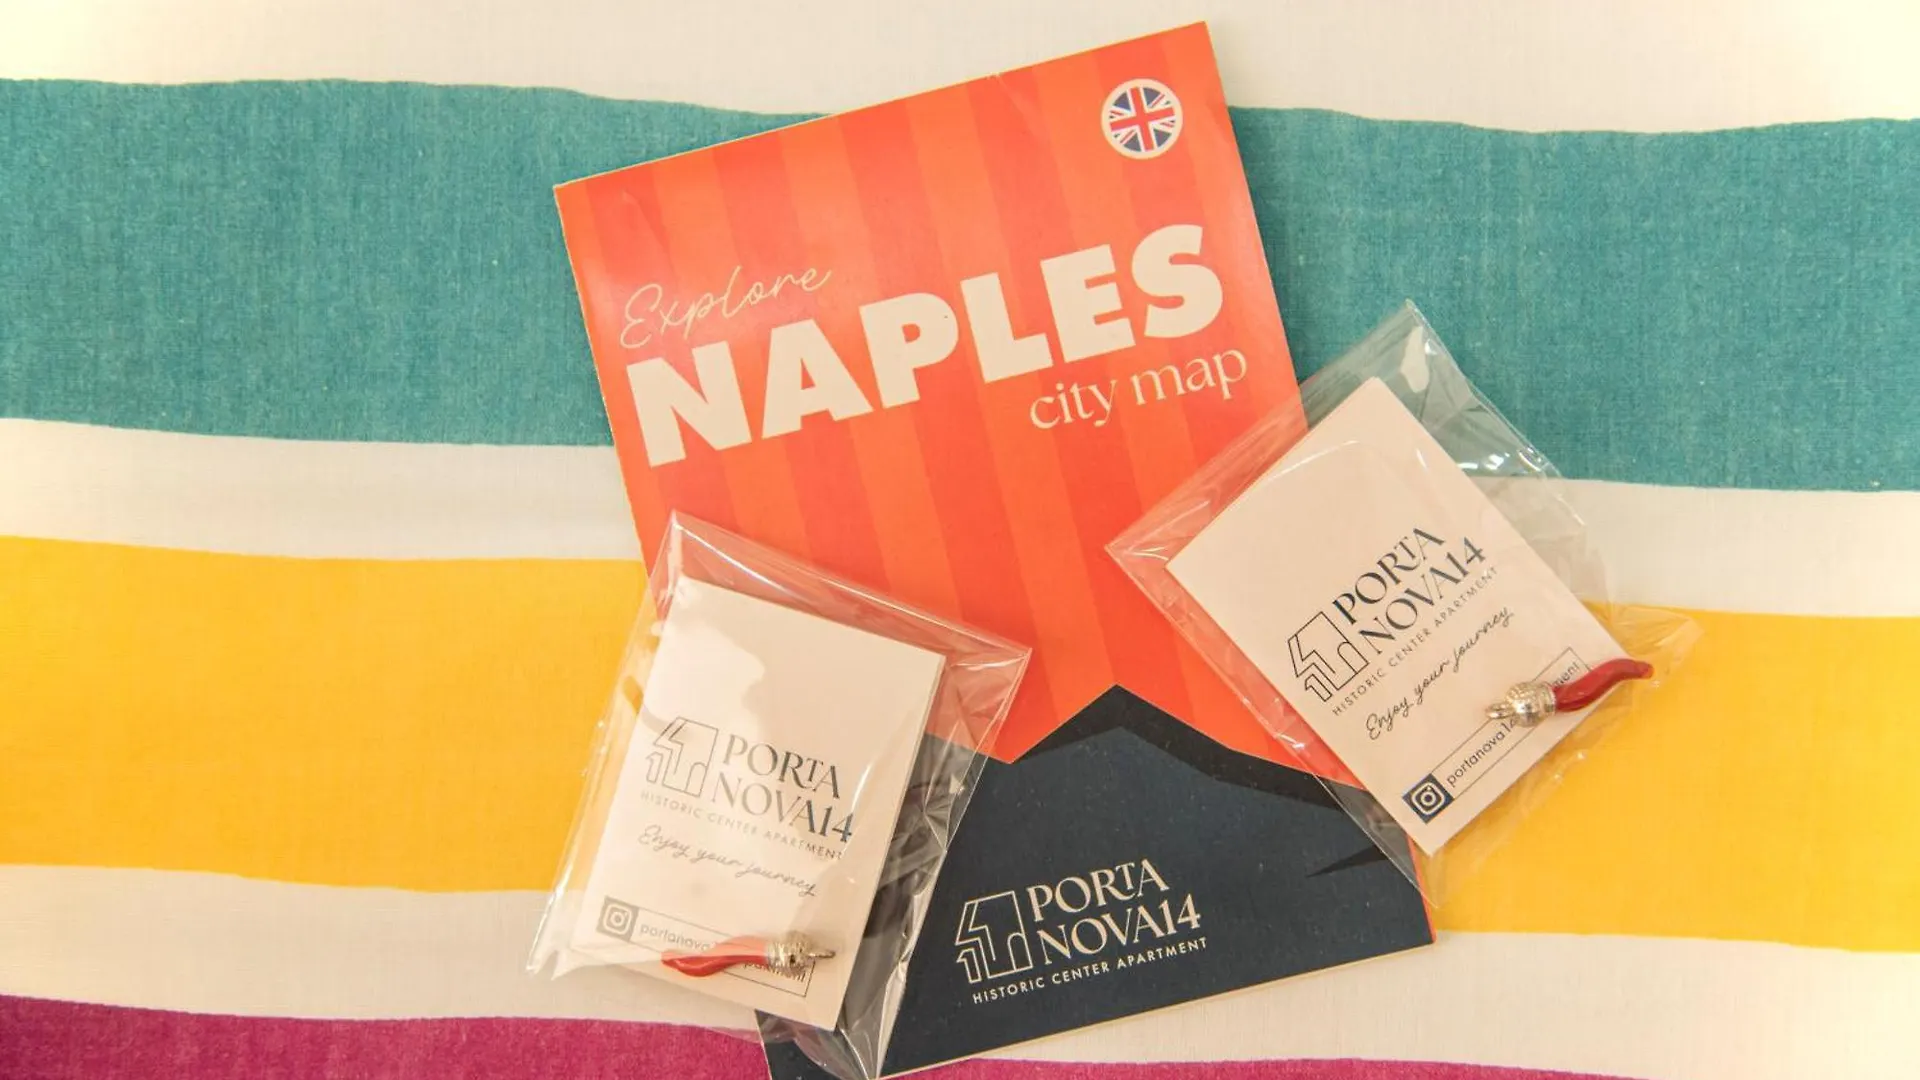 Explore
NAPLES
city map
PORTA
NOVA14
HISTORIC CENTER APARTMENT
Enjoy your journey
portanova
PORTA
NOVA14
HISTORIC CENTER APARTMENT
Enjoy your journey
portanova14
PORTA
NOVA14
HISTORIC CENTER APARTMENT